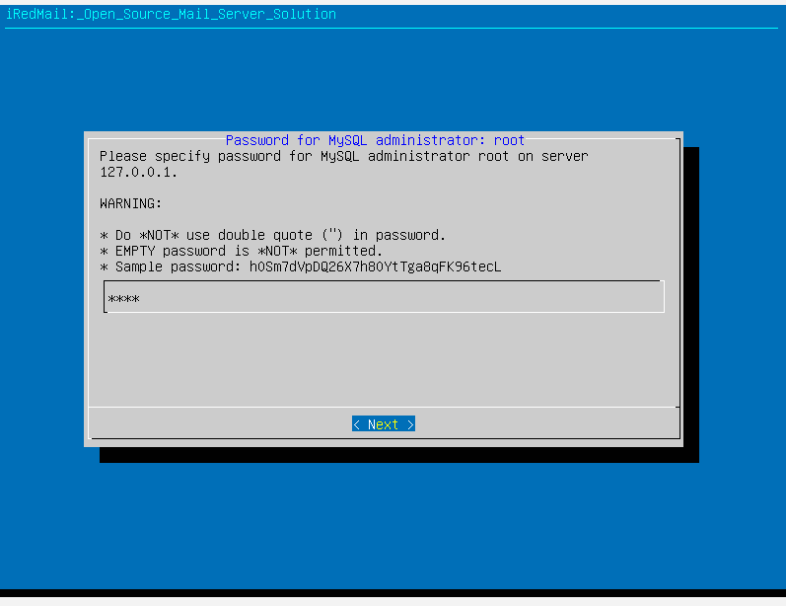 iRedMail:_Open_Source_Mail_Server_Solution
Password for MySQL administrator: root
Please specify password for MySQL administrator root on server
127.0.0.1.
WARNING:
* Do *NOT* use double quote (") in password.
* EMPTY password is *NOT* permitted.
* Sample password: h0Sm7dVpDQ26X7h80YtTga8qFK96tecL
****
< Next >